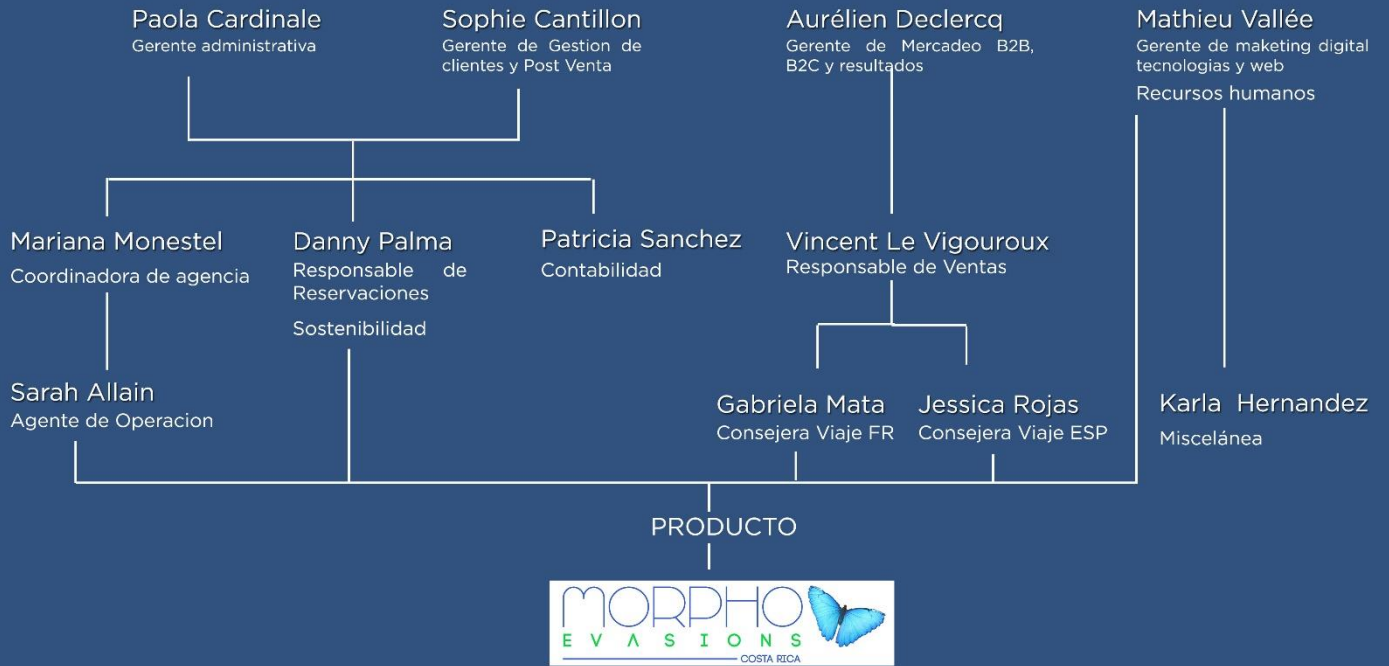 Paola Cardinale
Gerente administrativa
Sophie Cantillon
Gerente de Gestion de
clientes y Post Venta
Aurélien Declercq
Gerente de Mercadeo B2B,
B2C y resultados
Mathieu Vallée
Gerente de maketing digital
tecnologias y web
Recursos humanos
Mariana Monestel
Coordinadora de agencia
Danny Palma
Responsable de
Reservaciones
Sostenibilidad
Patricia Sanchez
Contabilidad
Vincent Le Vigouroux
Responsable de Ventas
Sarah Allain
Agente de Operacion
Gabriela Mata
Consejera Viaje FR
Jessica Rojas
Consejera Viaje ESP
Karla Hernandez
Miscelánea
PRODUCTO
MORPHO
EVASIONS
COSTA RICA